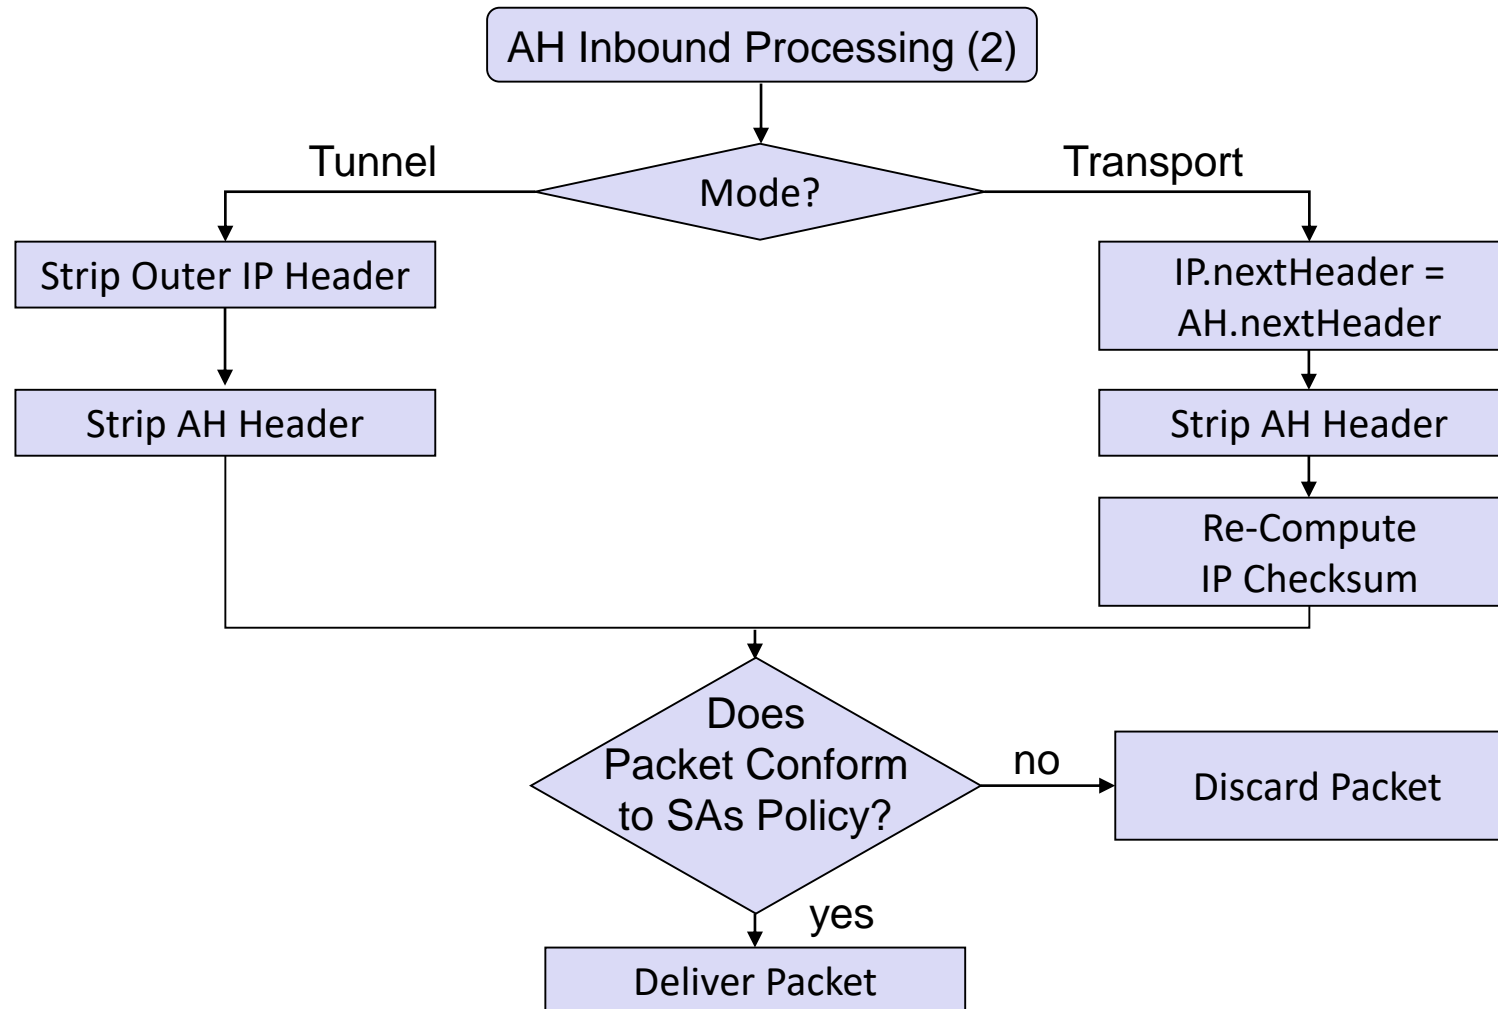 AH Inbound Processing (2)
Tunnel
Transport
Mode?
Strip Outer IP Header
IP.nextHeader =
AH.nextHeader
Strip AH Header
Strip AH Header
Re-Compute
IP Checksum
Does
Packet Conform
to SAs Policy?
no
Discard Packet
yes
Deliver Packet